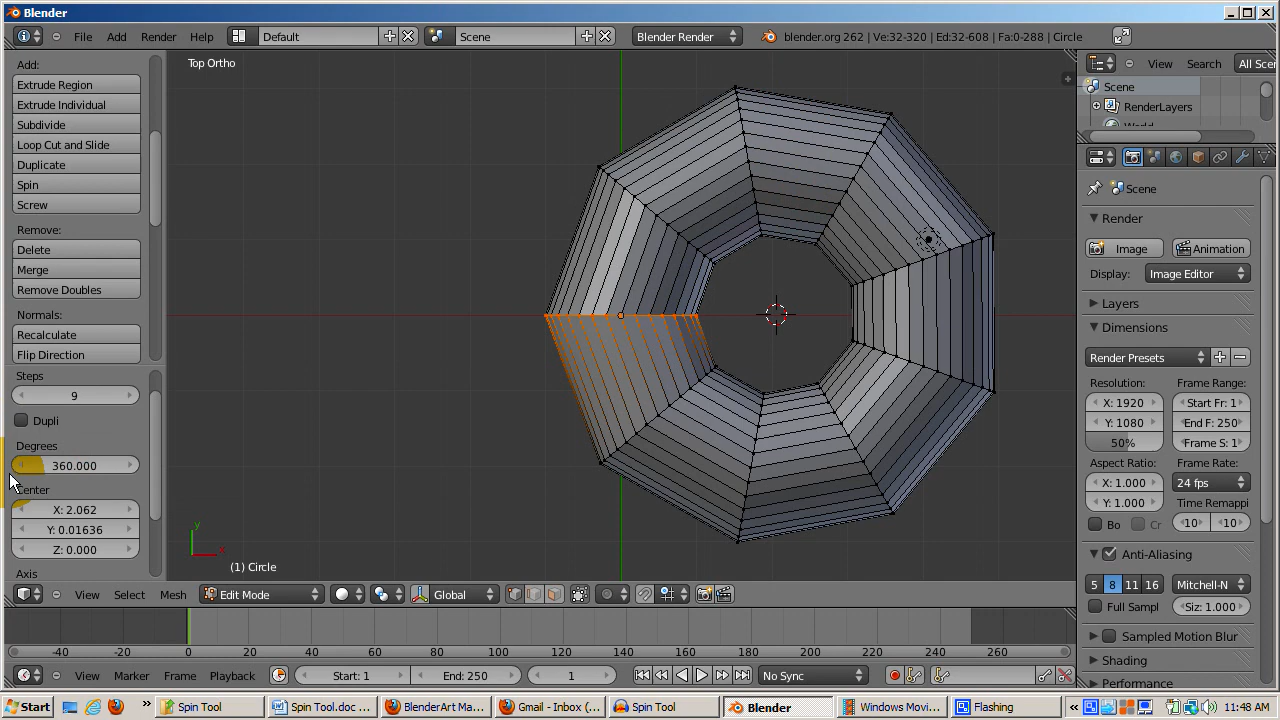 Blender
File Add Render Help Default Scene Blender Render blender.org 262 | Ve:32-320 | Ed:32-608 | Fa:0-288 | Circle
Add:
Extrude Region
Extrude Individual
Subdivide
Loop Cut and Slide
Duplicate
Spin
Screw
Remove:
Delete
Merge
Remove Doubles
Normals:
Recalculate
Flip Direction
Steps
9
Dupli
Degrees
360.000
Center
X: 2.062
Y: 0.01636
Z: 0.000
Axis
Top Ortho
y
x
(1) Circle
View Select Mesh Edit Mode Global
-40 -20 0 20 40 60 80 100 120 140 160 180 200 220 240 260
View Marker Frame Playback Start: 1 End: 250 1 No Sync
View Search All Scer
Scene
RenderLayers
Scene
Render
Image Animation
Display: Image Editor
Layers
Dimensions
Render Presets
Resolution: Frame Range:
X: 1920 Start Fr: 1
Y: 1080 End F: 250
50% Frame S: 1
Aspect Ratio: Frame Rate:
X: 1.000 24 fps
Y: 1.000 Time Remappi
Bo Cr 10 10
Anti-Aliasing
5 8 11 16 Mitchell-N
Full Sampl Siz: 1.000
Sampled Motion Blur
Shading
Performance
Start Spin Tool Spin Tool.doc ... BlenderArt Ma... Gmail - Inbox (... Spin Tool Blender Windows Movi... Flashing 11:48 AM